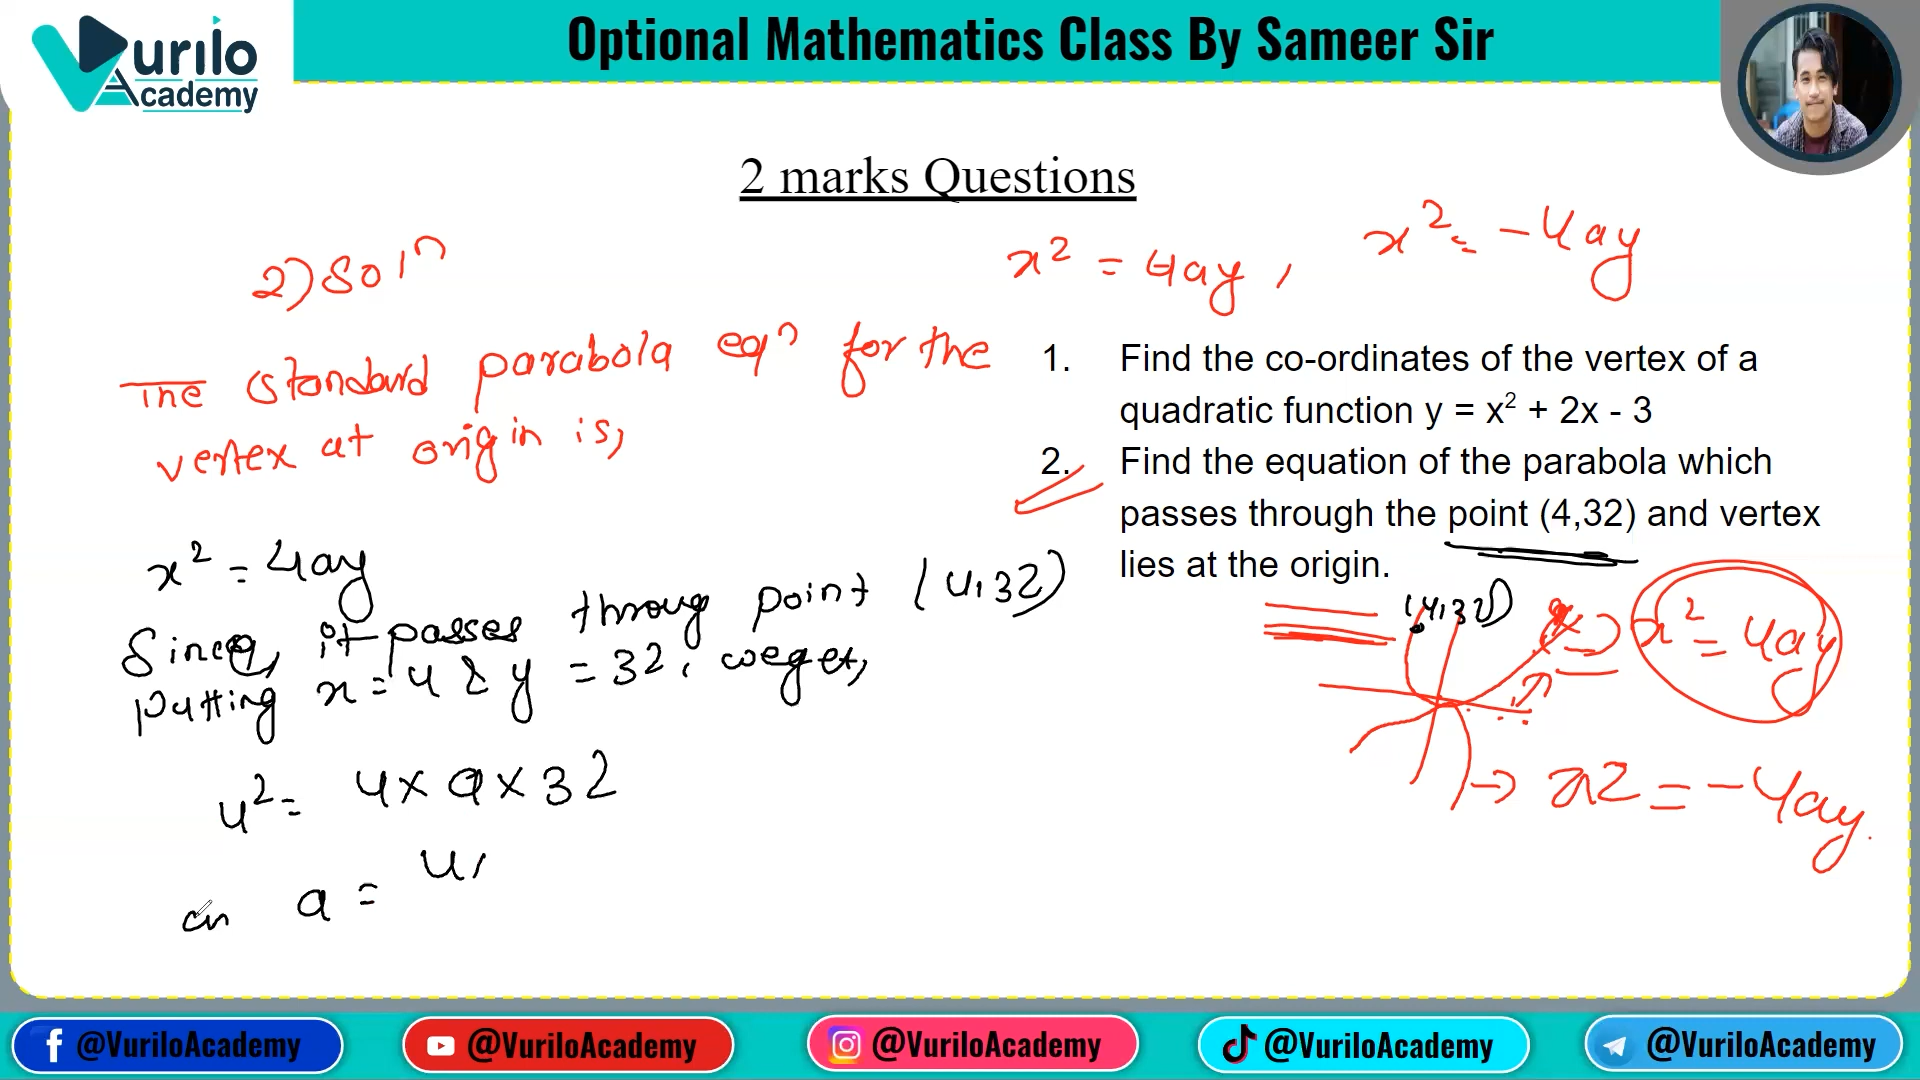 Vurilo Academy
Optional Mathematics Class By Sameer Sir
2 marks Questions
2) Solⁿ
The standard parabola eqⁿ for the
vertex at origin is,
x² = 4ay
Since, it passes throug point (4,32)
putting x = 4 & y = 32, we get,
4² = 4 × a × 32
or a = 4
x² = 4ay , x² = -4ay
1. Find the co-ordinates of the vertex of a
quadratic function y = x² + 2x - 3
2. Find the equation of the parabola which
passes through the point (4,32) and vertex
lies at the origin.
(4,32)
x² = 4ay
→ x2 = -4ay.
@VuriloAcademy
@VuriloAcademy
@VuriloAcademy
@VuriloAcademy
@VuriloAcademy